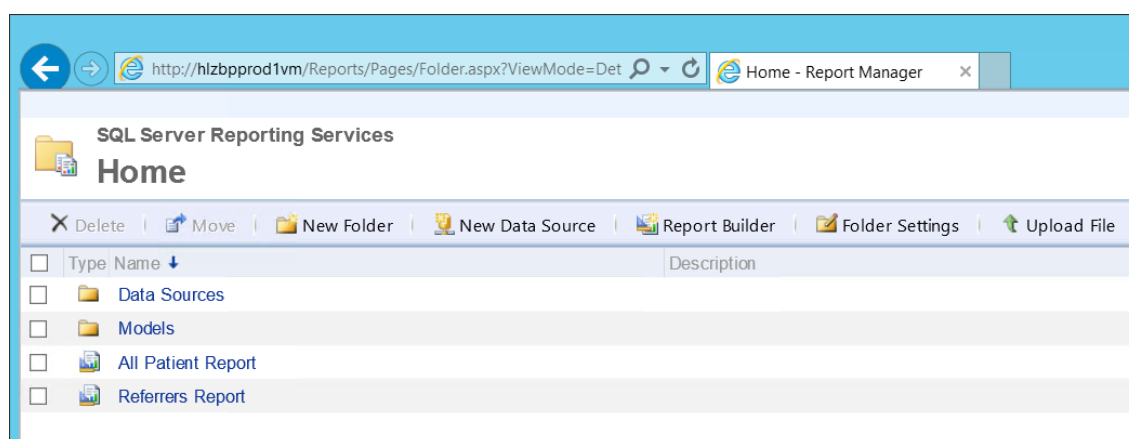 http://hlzbpprod1vm/Reports/Pages/Folder.aspx?ViewMode=Det
Home - Report Manager
SQL Server Reporting Services
Home
Delete Move New Folder New Data Source Report Builder Folder Settings Upload File
Type Name Description
Data Sources
Models
All Patient Report
Referrers Report